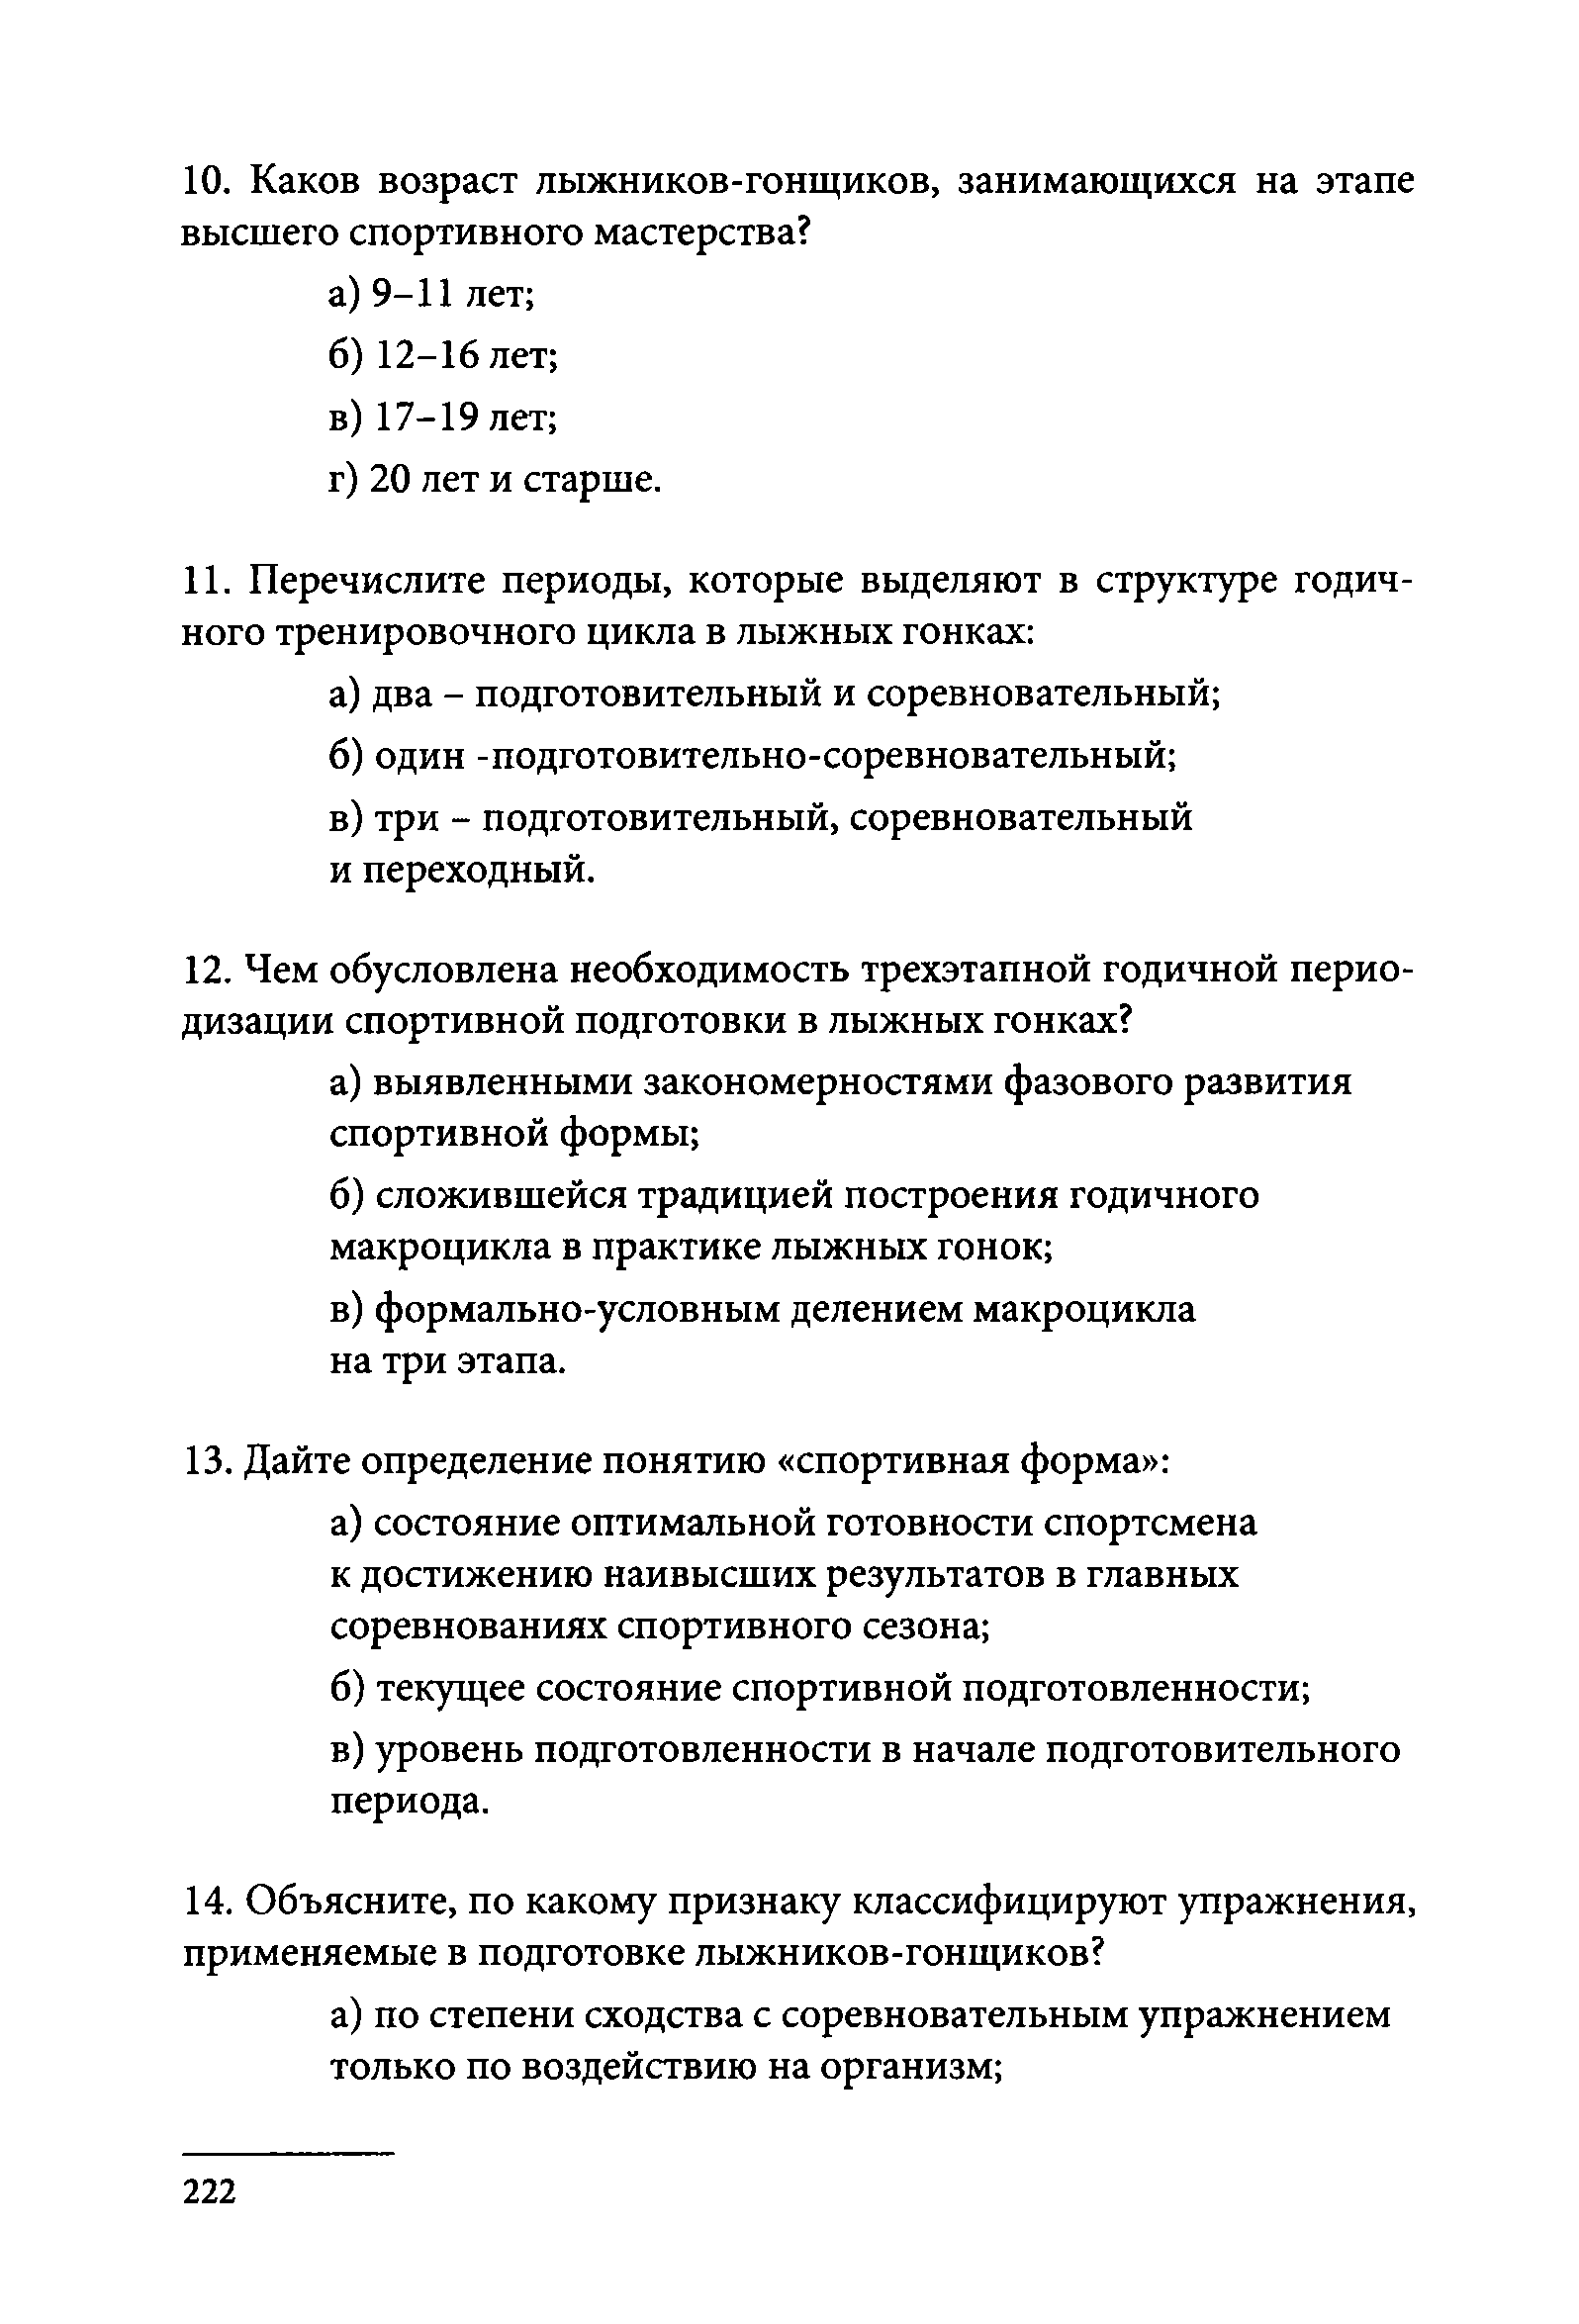 10. Каков возраст лыжников-гонщиков, занимающихся на этапе
высшего спортивного мастерства?
а) 9–11 лет;
б) 12–16 лет;
в) 17–19 лет;
г) 20 лет и старше.
11. Перечислите периоды, которые выделяют в структуре годич-
ного тренировочного цикла в лыжных гонках:
а) два – подготовительный и соревновательный;
б) один -подготовительно-соревновательный;
в) три – подготовительный, соревновательный
и переходный.
12. Чем обусловлена необходимость трехэтапной годичной перио-
дизации спортивной подготовки в лыжных гонках?
а) выявленными закономерностями фазового развития
спортивной формы;
б) сложившейся традицией построения годичного
макроцикла в практике лыжных гонок;
в) формально-условным делением макроцикла
на три этапа.
13. Дайте определение понятию «спортивная форма»:
а) состояние оптимальной готовности спортсмена
к достижению наивысших результатов в главных
соревнованиях спортивного сезона;
б) текущее состояние спортивной подготовленности;
в) уровень подготовленности в начале подготовительного
периода.
14. Объясните, по какому признаку классифицируют упражнения,
применяемые в подготовке лыжников-гонщиков?
а) по степени сходства с соревновательным упражнением
только по воздействию на организм;
222